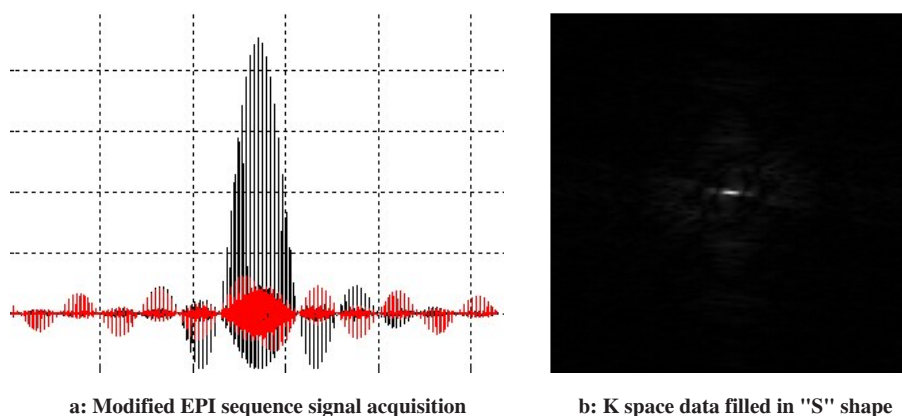 a: Modified EPI sequence signal acquisition
b: K space data filled in "S" shape